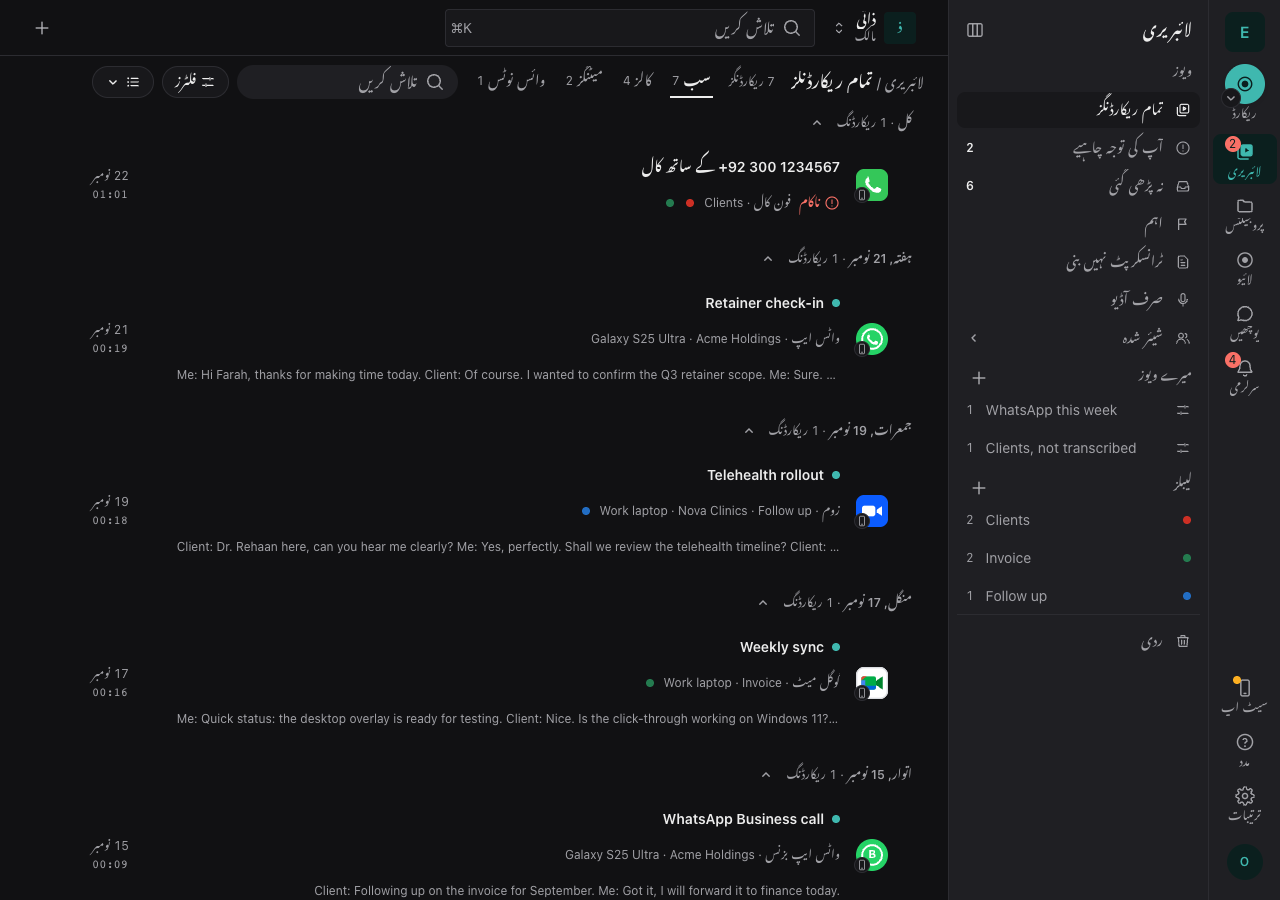 E
ریکارڈ
2
لائبریری
پروجیکٹس
لائیو
پوچھیں
4
سرگرمی
سیٹ اپ
مدد
ترتیبات
O
لائبریری
ویوز
تمام ریکارڈنگز
آپ کی توجہ چاہیے 2
نہ پڑھی گئی 6
اہم
ٹرانسکرپٹ نہیں بنی
صرف آڈیو
شیئر شدہ
میرے ویوز
WhatsApp this week 1
Clients, not transcribed 1
لیبلز
Clients 2
Invoice 2
Follow up 1
ردی
ذ
ذاتی
مالک
تلاش کریں ⌘K
لائبریری / تمام ریکارڈنگز 7 ریکارڈنگز
سب 7 کالز 4 میٹنگز 2 وائس نوٹس 1
تلاش کریں
فلٹرز
کل · 1 ریکارڈنگ
+92 300 1234567 کے ساتھ کال
ناکام فون کال · Clients
22 نومبر
01:01
ہفتہ, 21 نومبر · 1 ریکارڈنگ
Retainer check-in
واٹس ایپ · Galaxy S25 Ultra · Acme Holdings
Me: Hi Farah, thanks for making time today. Client: Of course. I wanted to confirm the Q3 retainer scope. Me: Sure. ...
21 نومبر
00:19
جمعرات, 19 نومبر · 1 ریکارڈنگ
Telehealth rollout
زوم · Work laptop · Nova Clinics · Follow up
Client: Dr. Rehaan here, can you hear me clearly? Me: Yes, perfectly. Shall we review the telehealth timeline? Client: ...
19 نومبر
00:18
منگل, 17 نومبر · 1 ریکارڈنگ
Weekly sync
گوگل میٹ · Work laptop · Invoice
Me: Quick status: the desktop overlay is ready for testing. Client: Nice. Is the click-through working on Windows 11?...
17 نومبر
00:16
اتوار, 15 نومبر · 1 ریکارڈنگ
WhatsApp Business call
واٹس ایپ بزنس · Galaxy S25 Ultra · Acme Holdings
Client: Following up on the invoice for September. Me: Got it, I will forward it to finance today.
15 نومبر
00:09